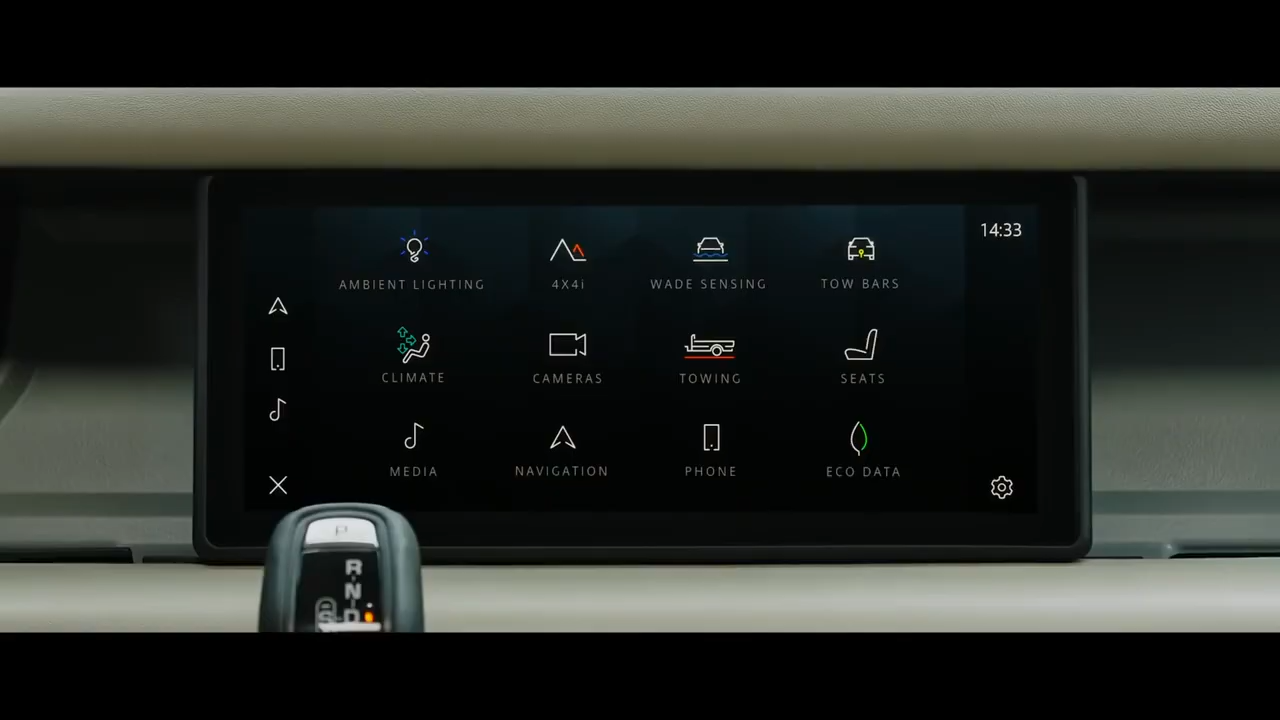 14:33
AMBIENT LIGHTING 4X4i WADE SENSING TOW BARS
CLIMATE CAMERAS TOWING SEATS
MEDIA NAVIGATION PHONE ECO DATA
P
R
N
S D